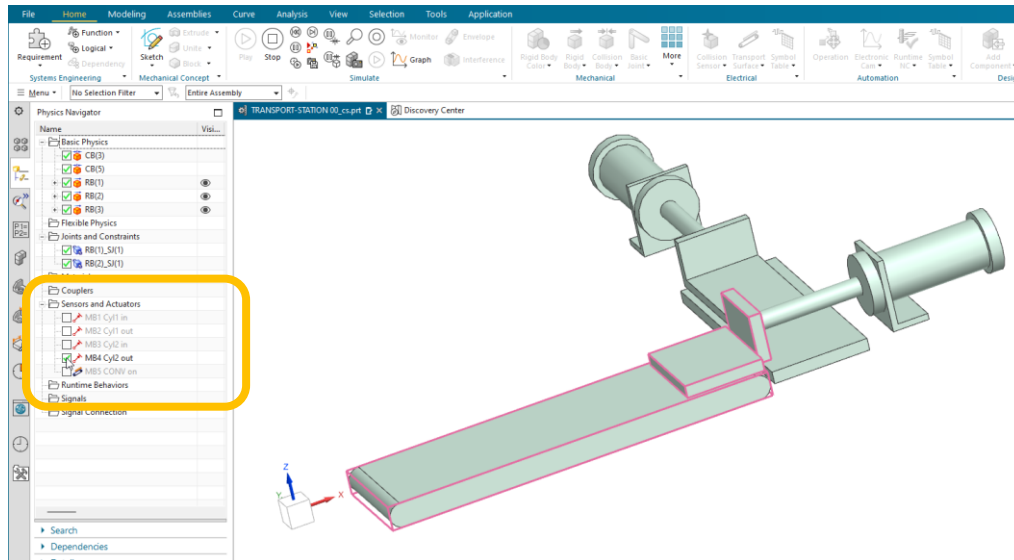 File Home Modeling Assemblies Curve Analysis View Selection Tools Application
Function Extrude Monitor Envelope
Logical Unite
Requirement Dependency Sketch Block Play Stop Graph Interference Rigid Body Color Rigid Body Collision Body Basic Joint More Collision Sensor Transport Surface Symbol Table Operation Electronic Cam Runtime NC Symbol Table Add Component
Systems Engineering Mechanical Concept Simulate Mechanical Electrical Automation
Menu No Selection Filter Entire Assembly
Physics Navigator TRANSPORT-STATION 00_cs.prt Discovery Center
Name Visi...
Basic Physics
CB(3)
CB(5)
RB(1)
RB(2)
RB(3)
Flexible Physics
Joints and Constraints
RB(1)_SJ(1)
RB(2)_SJ(1)
Couplers
Sensors and Actuators
MB1 Cyl1 in
MB2 Cyl1 out
MB3 Cyl2 in
MB4 Cyl2 out
MB5 CONV on
Runtime Behaviors
Signals
Signal Connection
Z
Y
X
Search
Dependencies